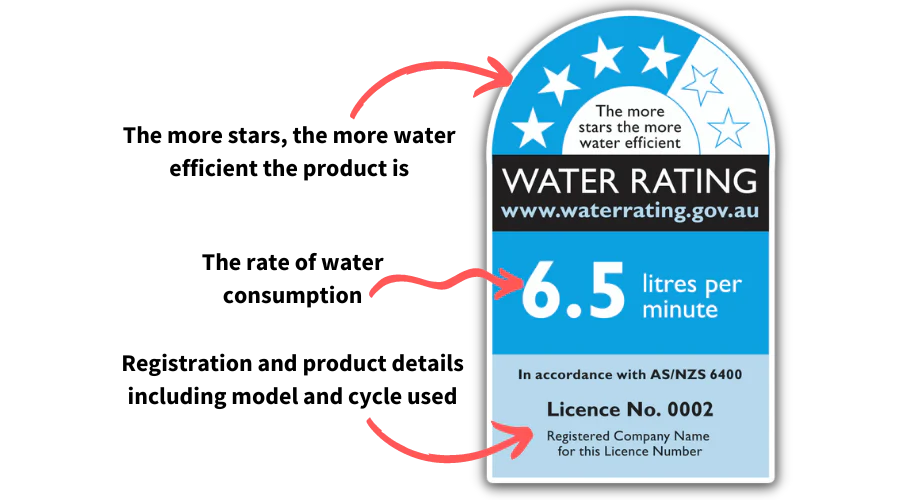 The more stars, the more water
efficient the product is
The rate of water
consumption
Registration and product details
including model and cycle used
The more
stars the more
water efficient
WATER RATING
www.waterrating.gov.au
6.5 litres per
minute
In accordance with AS/NZS 6400
Licence No. 0002
Registered Company Name
for this Licence Number